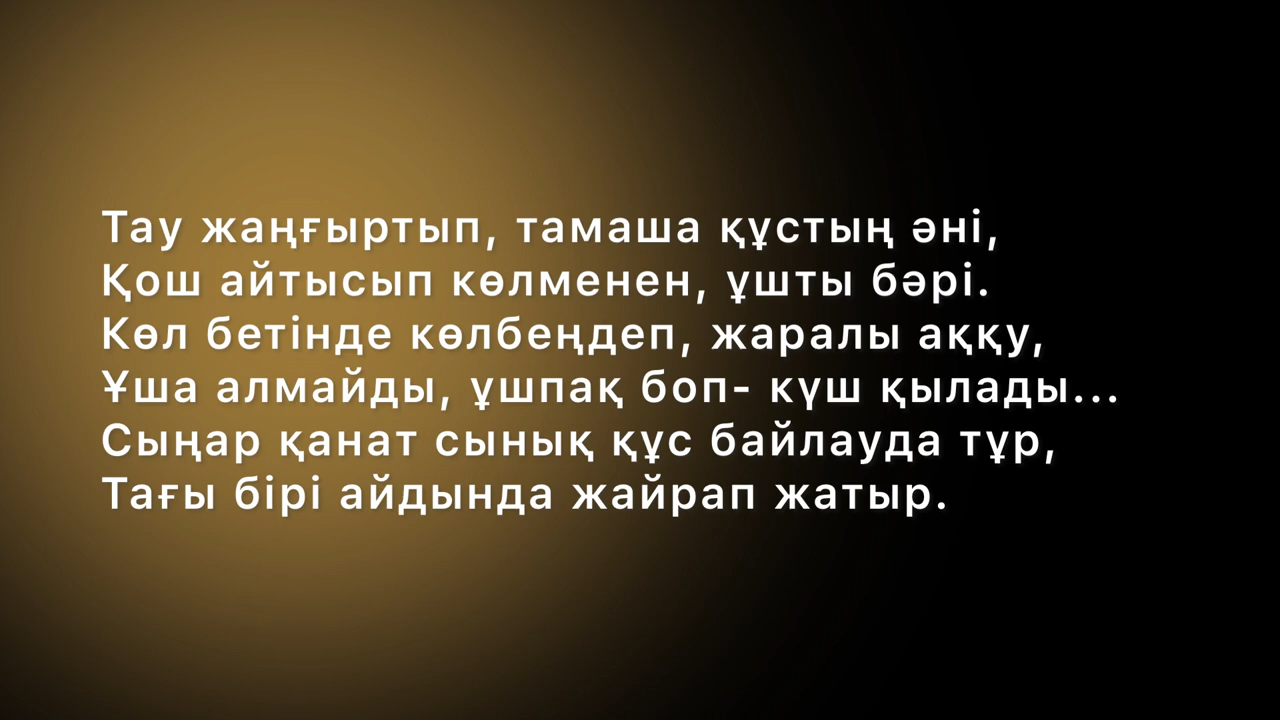 Тау жаңғыртып, тамаша құстың әні,
Қош айтысып көлменен, ұшты бәрі.
Көл бетінде көлбеңдеп, жаралы аққу,
Ұша алмайды, ұшпақ боп- күш қылады...
Сыңар қанат сынық құс байлауда тұр,
Тағы бірі айдында жайрап жатыр.